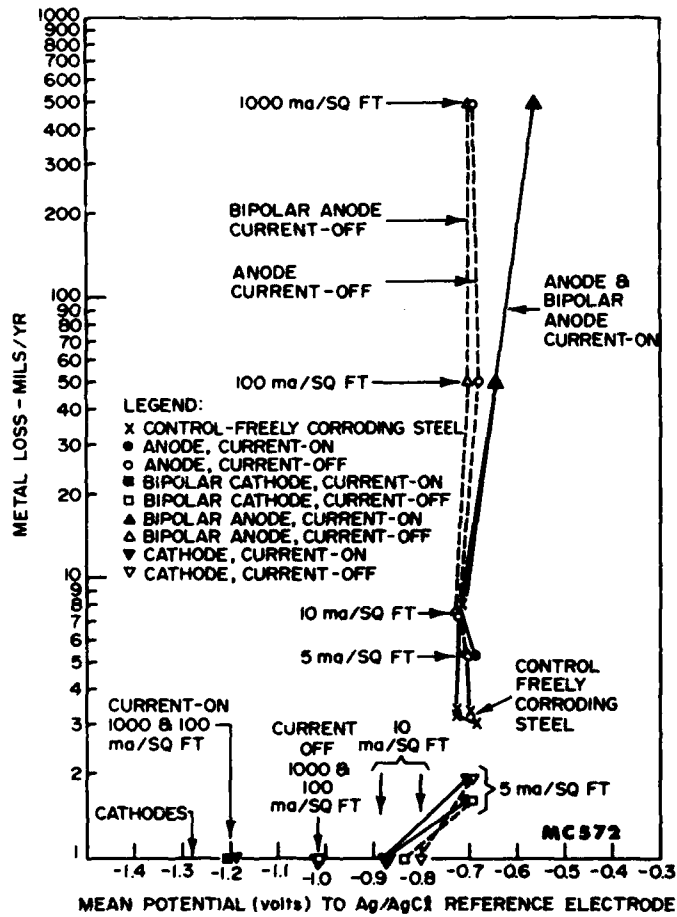 1000
900
800
700
600
500
400
300
200
100
90
80
70
60
50
40
30
20
10
9
8
7
6
5
4
3
2
1
METAL LOSS - MILS/YR
1000 ma/SQ FT
BIPOLAR ANODE
CURRENT-OFF
ANODE
CURRENT-OFF
ANODE &
BIPOLAR
ANODE
CURRENT-ON
100 ma/SQ FT
LEGEND:
x CONTROL-FREELY CORRODING STEEL
● ANODE, CURRENT-ON
○ ANODE, CURRENT-OFF
■ BIPOLAR CATHODE, CURRENT-ON
□ BIPOLAR CATHODE, CURRENT-OFF
▲ BIPOLAR ANODE, CURRENT-ON
△ BIPOLAR ANODE, CURRENT-OFF
▼ CATHODE, CURRENT-ON
▽ CATHODE, CURRENT-OFF
10 ma/SQ FT
5 ma/SQ FT
CONTROL
FREELY
CORRODING
STEEL
CURRENT-ON
1000 & 100
ma/SQ FT
CURRENT
OFF
1000 &
100
ma/SQ FT
10
ma/SQ FT
5 ma/SQ FT
CATHODES
MC572
-1.4 -1.3 -1.2 -1.1 -1.0 -0.9 -0.8 -0.7 -0.6 -0.5 -0.4 -0.3
MEAN POTENTIAL (volts) TO Ag/AgCl REFERENCE ELECTRODE